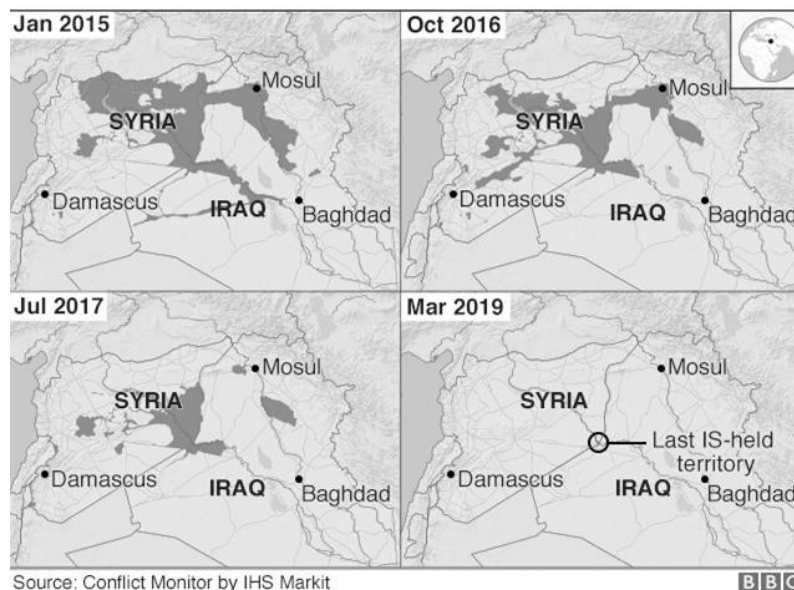 Jan 2015
Mosul
SYRIA
Damascus
IRAQ
Baghdad
Oct 2016
Mosul
SYRIA
Damascus
IRAQ
Baghdad
Jul 2017
Mosul
SYRIA
Damascus
IRAQ
Baghdad
Mar 2019
Mosul
SYRIA
Last IS-held
territory
Damascus
IRAQ
Baghdad
Source: Conflict Monitor by IHS Markit
BBC